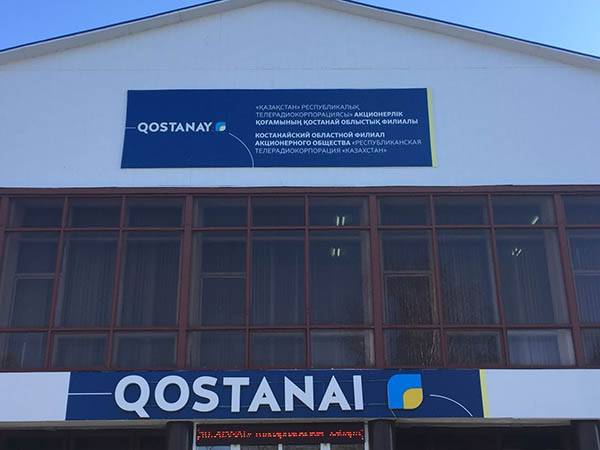 QOSTANAY
«ҚАЗАҚСТАН» РЕСПУБЛИКАЛЫҚ
ТЕЛЕРАДИОКОРПОРАЦИЯСЫ» АКЦИОНЕРЛІК
ҚОҒАМЫНЫҢ ҚОСТАНАЙ ОБЛЫСТЫҚ ФИЛИАЛЫ
КОСТАНАЙСКИЙ ОБЛАСТНОЙ ФИЛИАЛ
АКЦИОНЕРНОГО ОБЩЕСТВА «РЕСПУБЛИКАНСКАЯ
ТЕЛЕРАДИОКОРПОРАЦИЯ «КАЗАХСТАН»
QOSTANAI